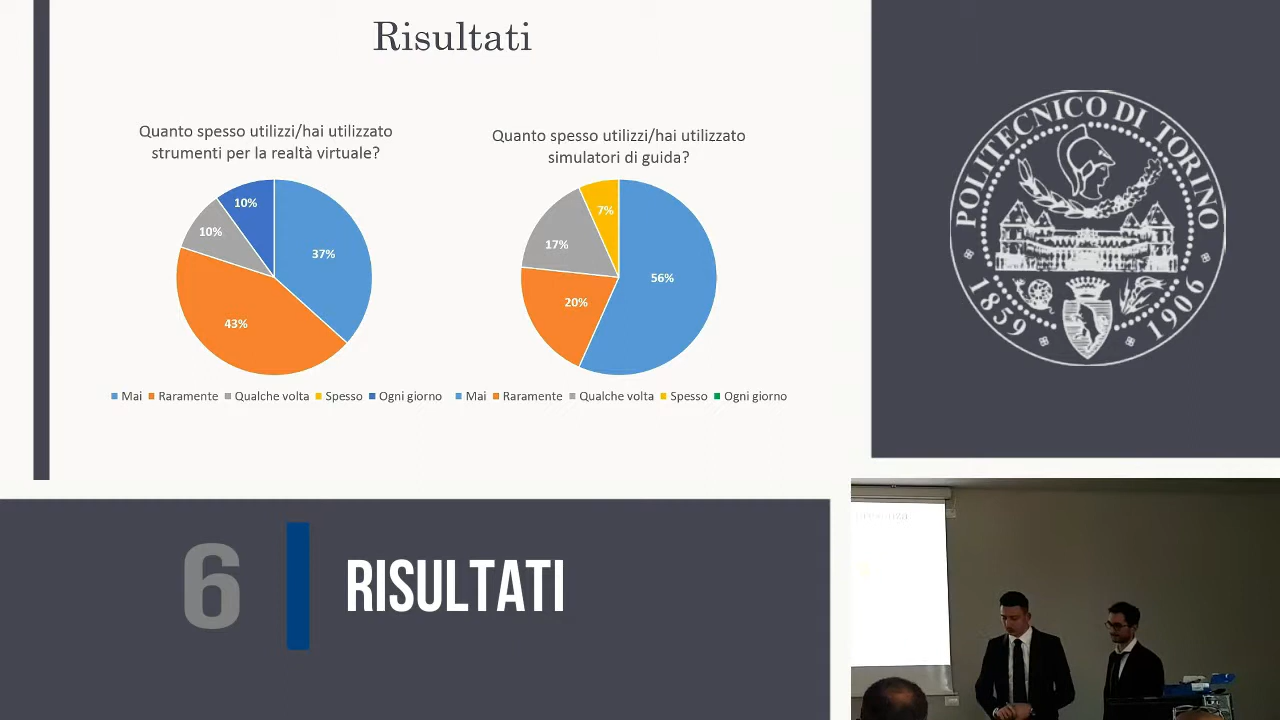 Risultati
Quanto spesso utilizzi/hai utilizzato
strumenti per la realtà virtuale?
10%
10%
37%
43%
Mai Raramente Qualche volta Spesso Ogni giorno
Quanto spesso utilizzi/hai utilizzato
simulatori di guida?
7%
17%
56%
20%
Mai Raramente Qualche volta Spesso Ogni giorno
POLITECNICO DI TORINO
1859 1906
6 RISULTATI